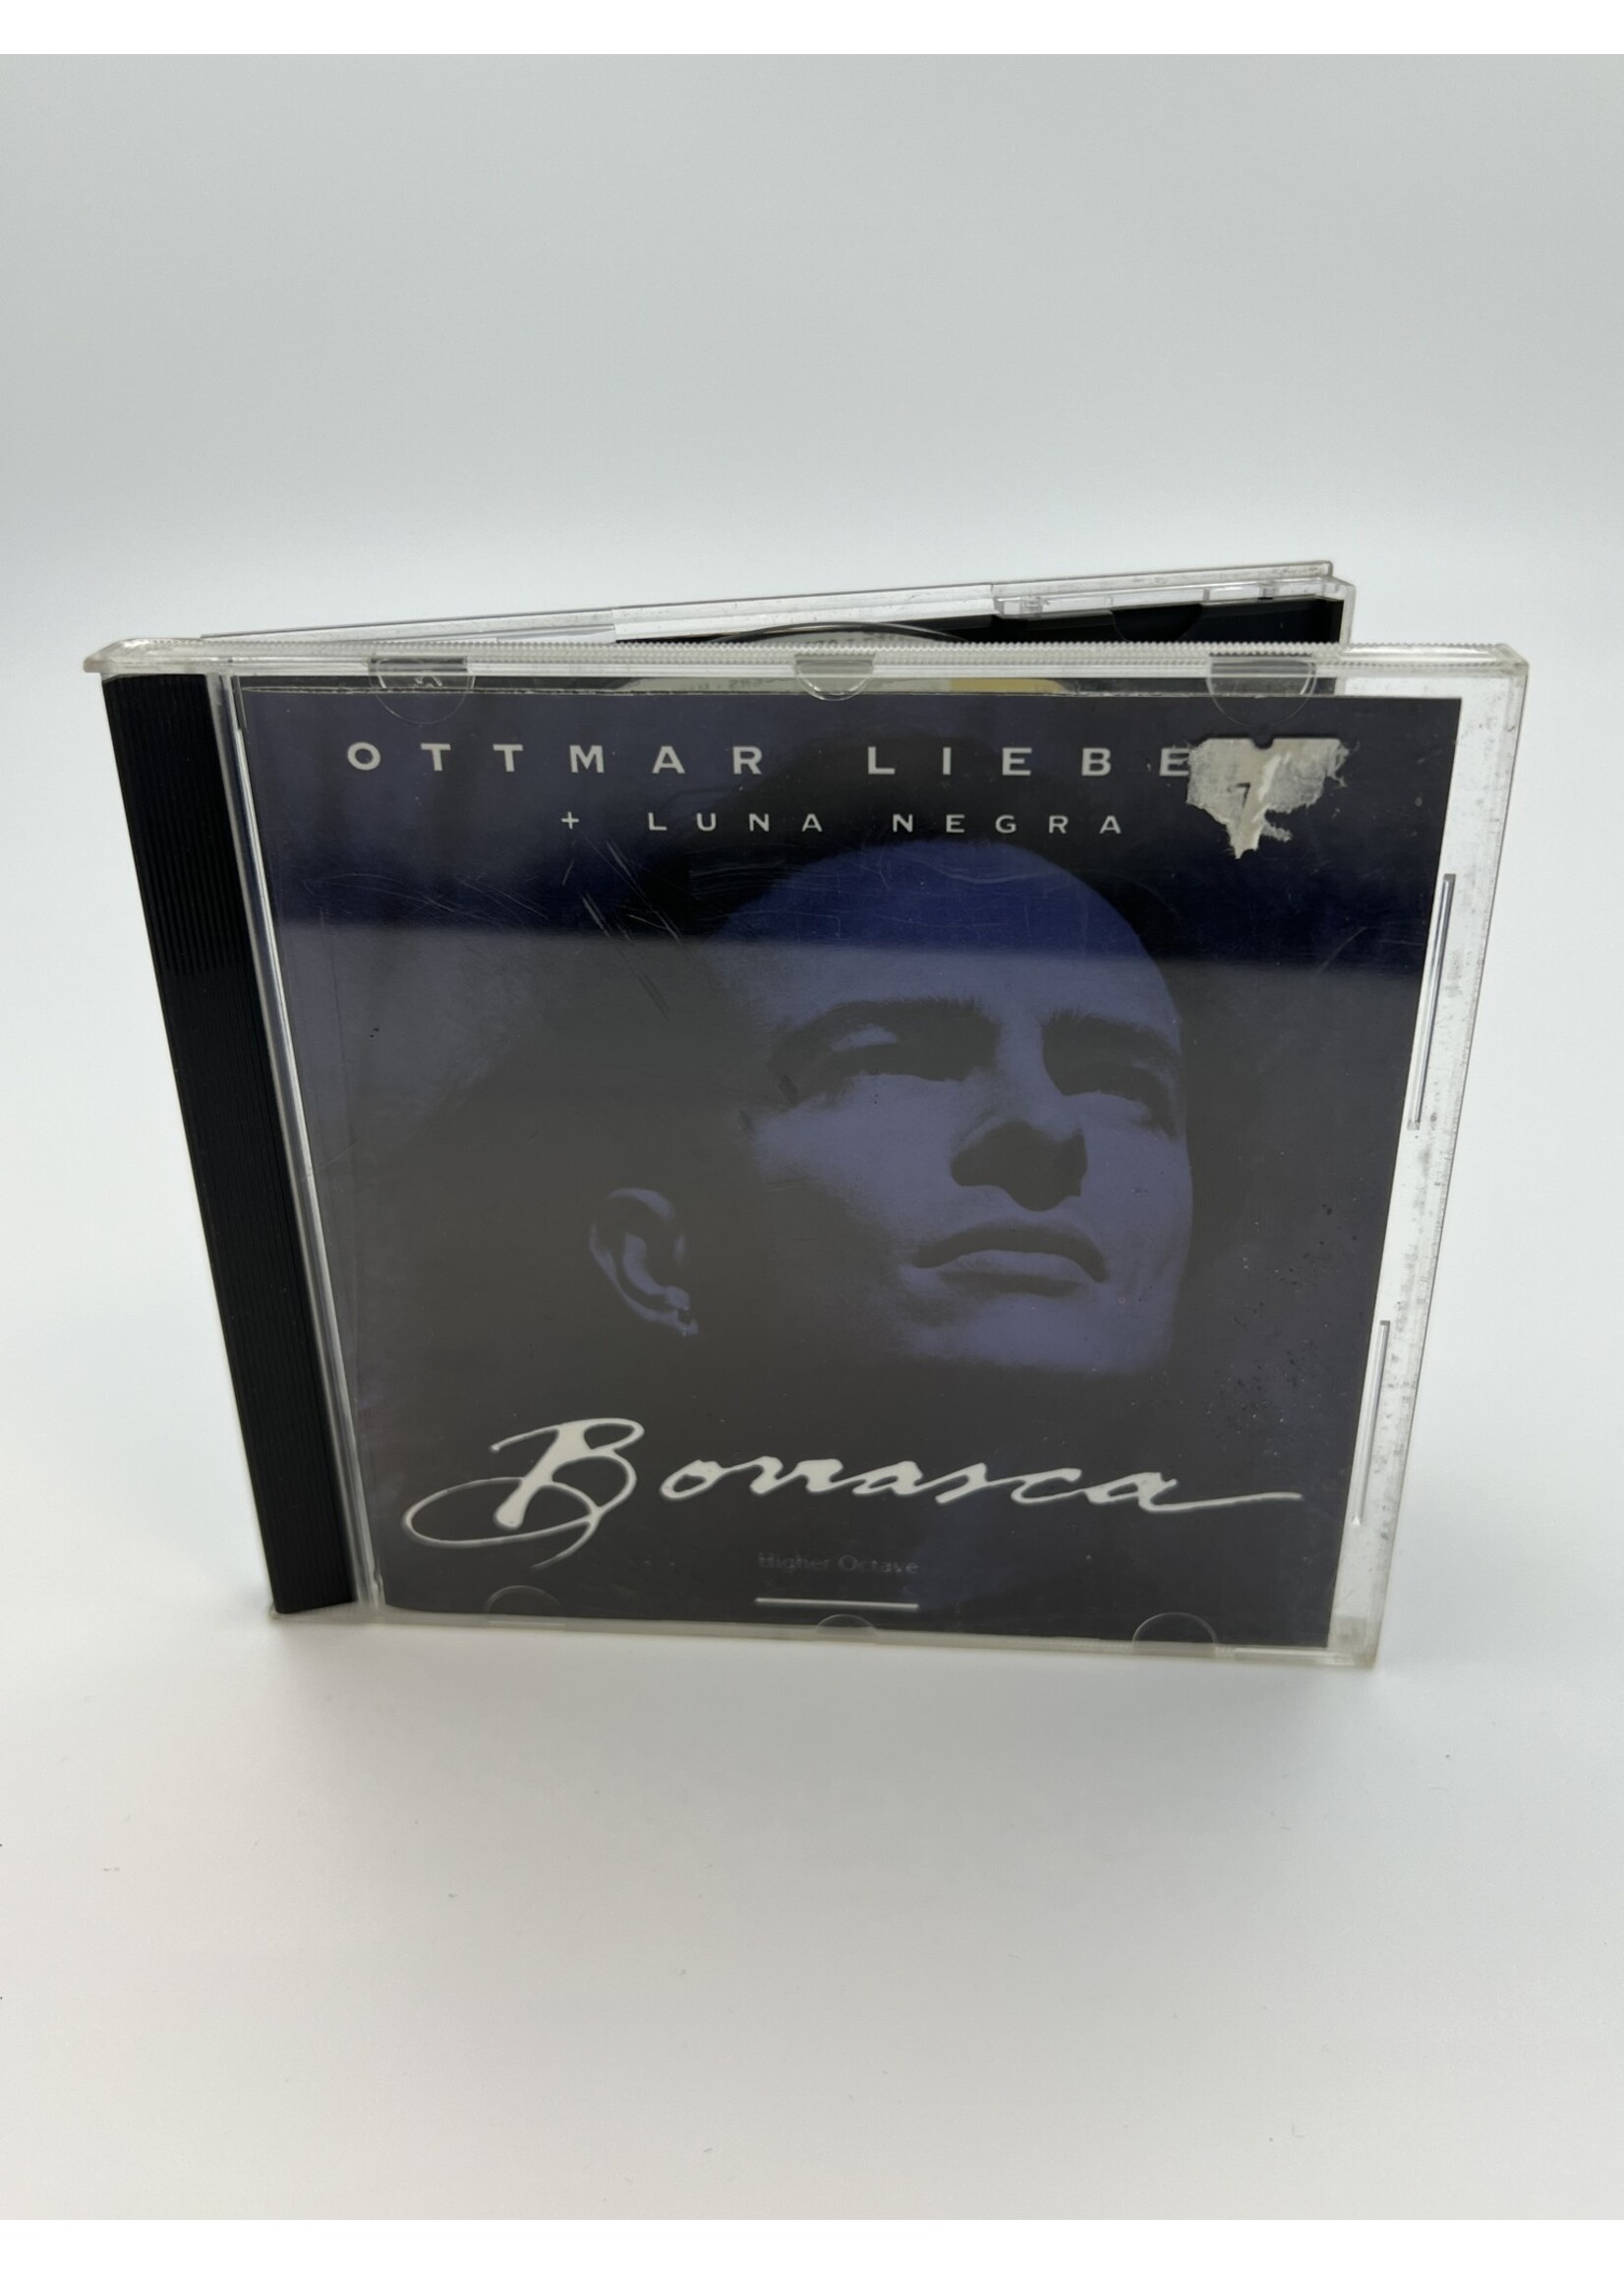 OTTMAR LIEBE
+ LUNA NEGRA
Borrasca
Higher Octave